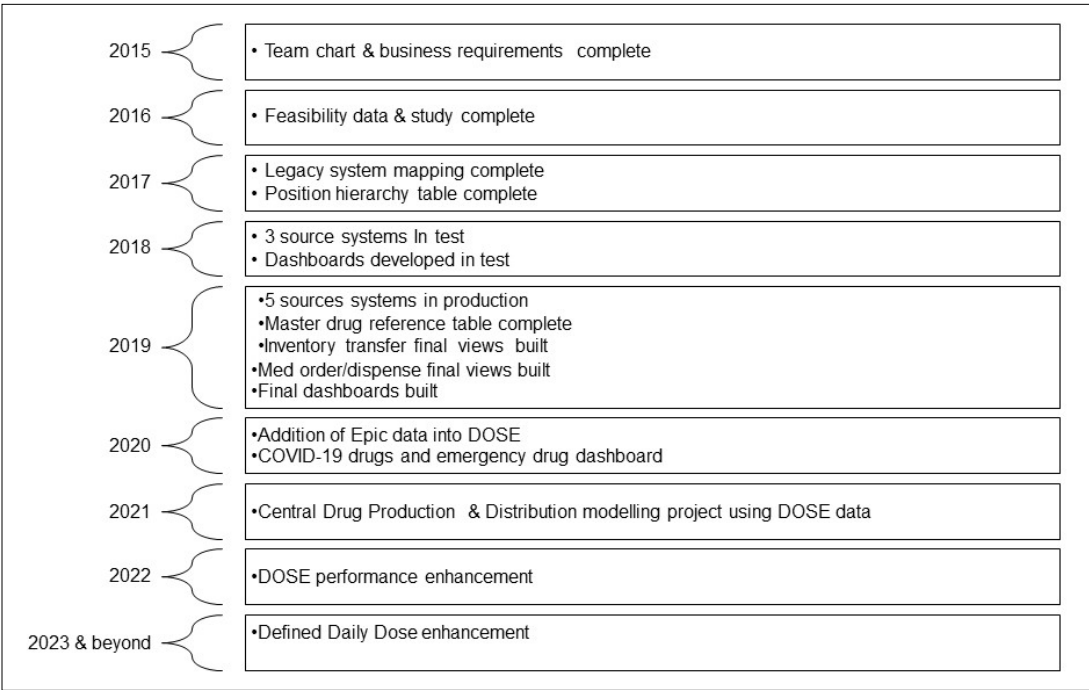 2015
• Team chart & business requirements complete
2016
• Feasibility data & study complete
2017
• Legacy system mapping complete
• Position hierarchy table complete
2018
• 3 source systems In test
• Dashboards developed in test
2019
•5 sources systems in production
•Master drug reference table complete
•Inventory transfer final views built
•Med order/dispense final views built
•Final dashboards built
2020
•Addition of Epic data into DOSE
•COVID-19 drugs and emergency drug dashboard
2021
•Central Drug Production & Distribution modelling project using DOSE data
2022
•DOSE performance enhancement
2023 & beyond
•Defined Daily Dose enhancement